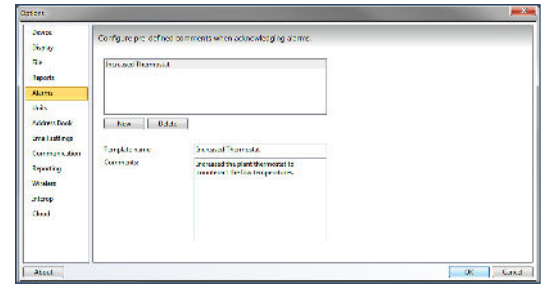 Options
Device
Display
File
Reports
Alarms
Units
Address Book
Email settings
Communication
Reporting
Wireless
Interop
Cloud
Configure pre-defined comments when acknowledging alarms.
Increased Thermostat
New Delete
Template name Increased Thermostat
Comments: Increased the plant thermostat to
counteract the low temperatures.
About OK Cancel